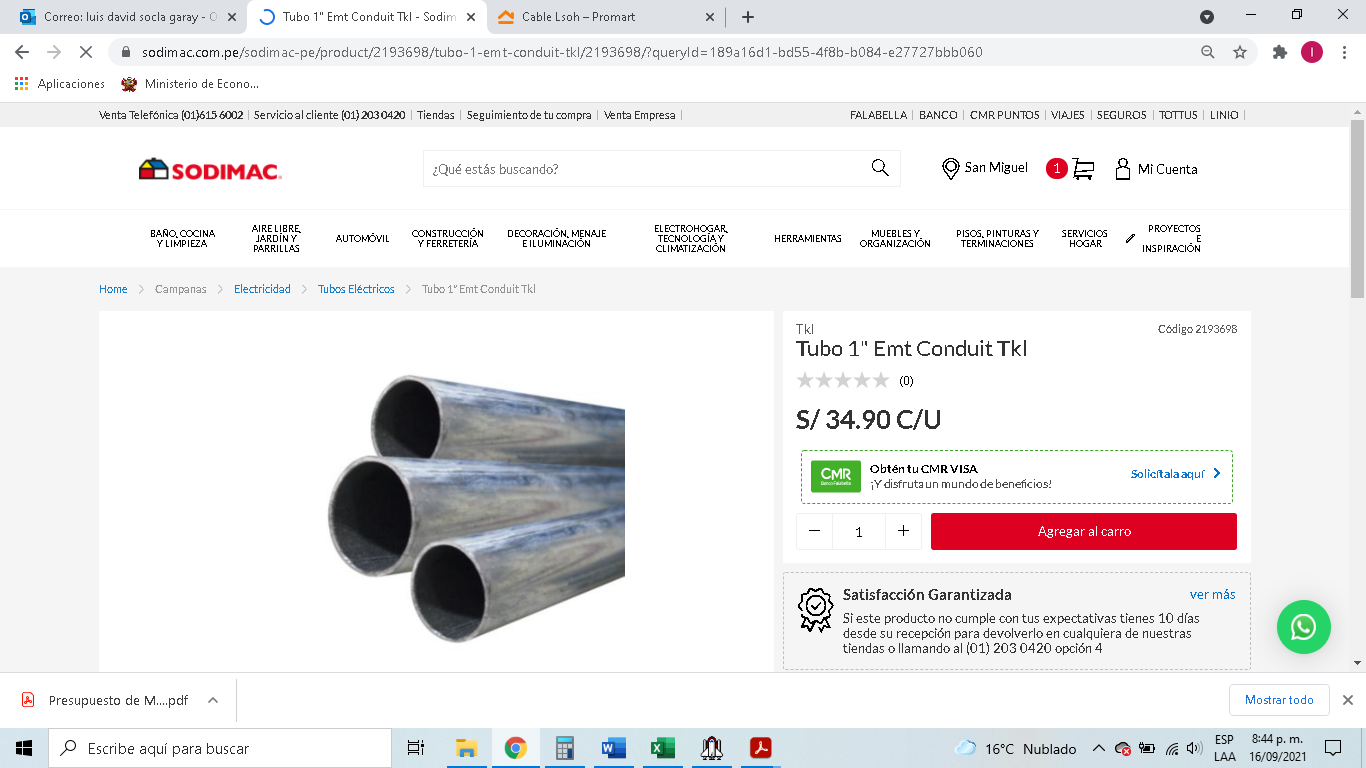 Correo: luis david socla garay - O
Tubo 1" Emt Conduit Tkl - Sodim
Cable Lsoh – Promart
sodimac.com.pe/sodimac-pe/product/2193698/tubo-1-emt-conduit-tkl/2193698/?queryId=189a16d1-bd55-4f8b-b084-e27727bbb060
I
Aplicaciones
Ministerio de Econo...
Venta Telefónica (01)615 6002
Servicio al cliente (01) 203 0420
Tiendas
Seguimiento de tu compra
Venta Empresa
FALABELLA
BANCO
CMR PUNTOS
VIAJES
SEGUROS
TOTTUS
LINIO
SODIMAC
¿Qué estás buscando?
San Miguel
1
Mi Cuenta
BAÑO, COCINA
Y LIMPIEZA
AIRE LIBRE,
JARDÍN Y
PARRILLAS
AUTOMÓVIL
CONSTRUCCIÓN
Y FERRETERÍA
DECORACIÓN, MENAJE
E ILUMINACIÓN
ELECTROHOGAR,
TECNOLOGÍA Y
CLIMATIZACIÓN
HERRAMIENTAS
MUEBLES Y
ORGANIZACIÓN
PISOS, PINTURAS Y
TERMINACIONES
SERVICIOS
HOGAR
PROYECTOS
E
INSPIRACIÓN
Home
Campanas
Electricidad
Tubos Eléctricos
Tubo 1" Emt Conduit Tkl
Tkl
Código 2193698
Tubo 1" Emt Conduit Tkl
(0)
S/ 34.90 C/U
CMR
Banco Falabella
Obtén tu CMR VISA
¡Y disfruta un mundo de beneficios!
Solicítala aquí
1
Agregar al carro
Satisfacción Garantizada
ver más
Si este producto no cumple con tus expectativas tienes 10 días
desde su recepción para devolverlo en cualquiera de nuestras
tiendas o llamando al (01) 203 0420 opción 4
Presupuesto de M....pdf
Mostrar todo
Escribe aquí para buscar
16°C Nublado
ESP
LAA
8:44 p. m.
16/09/2021